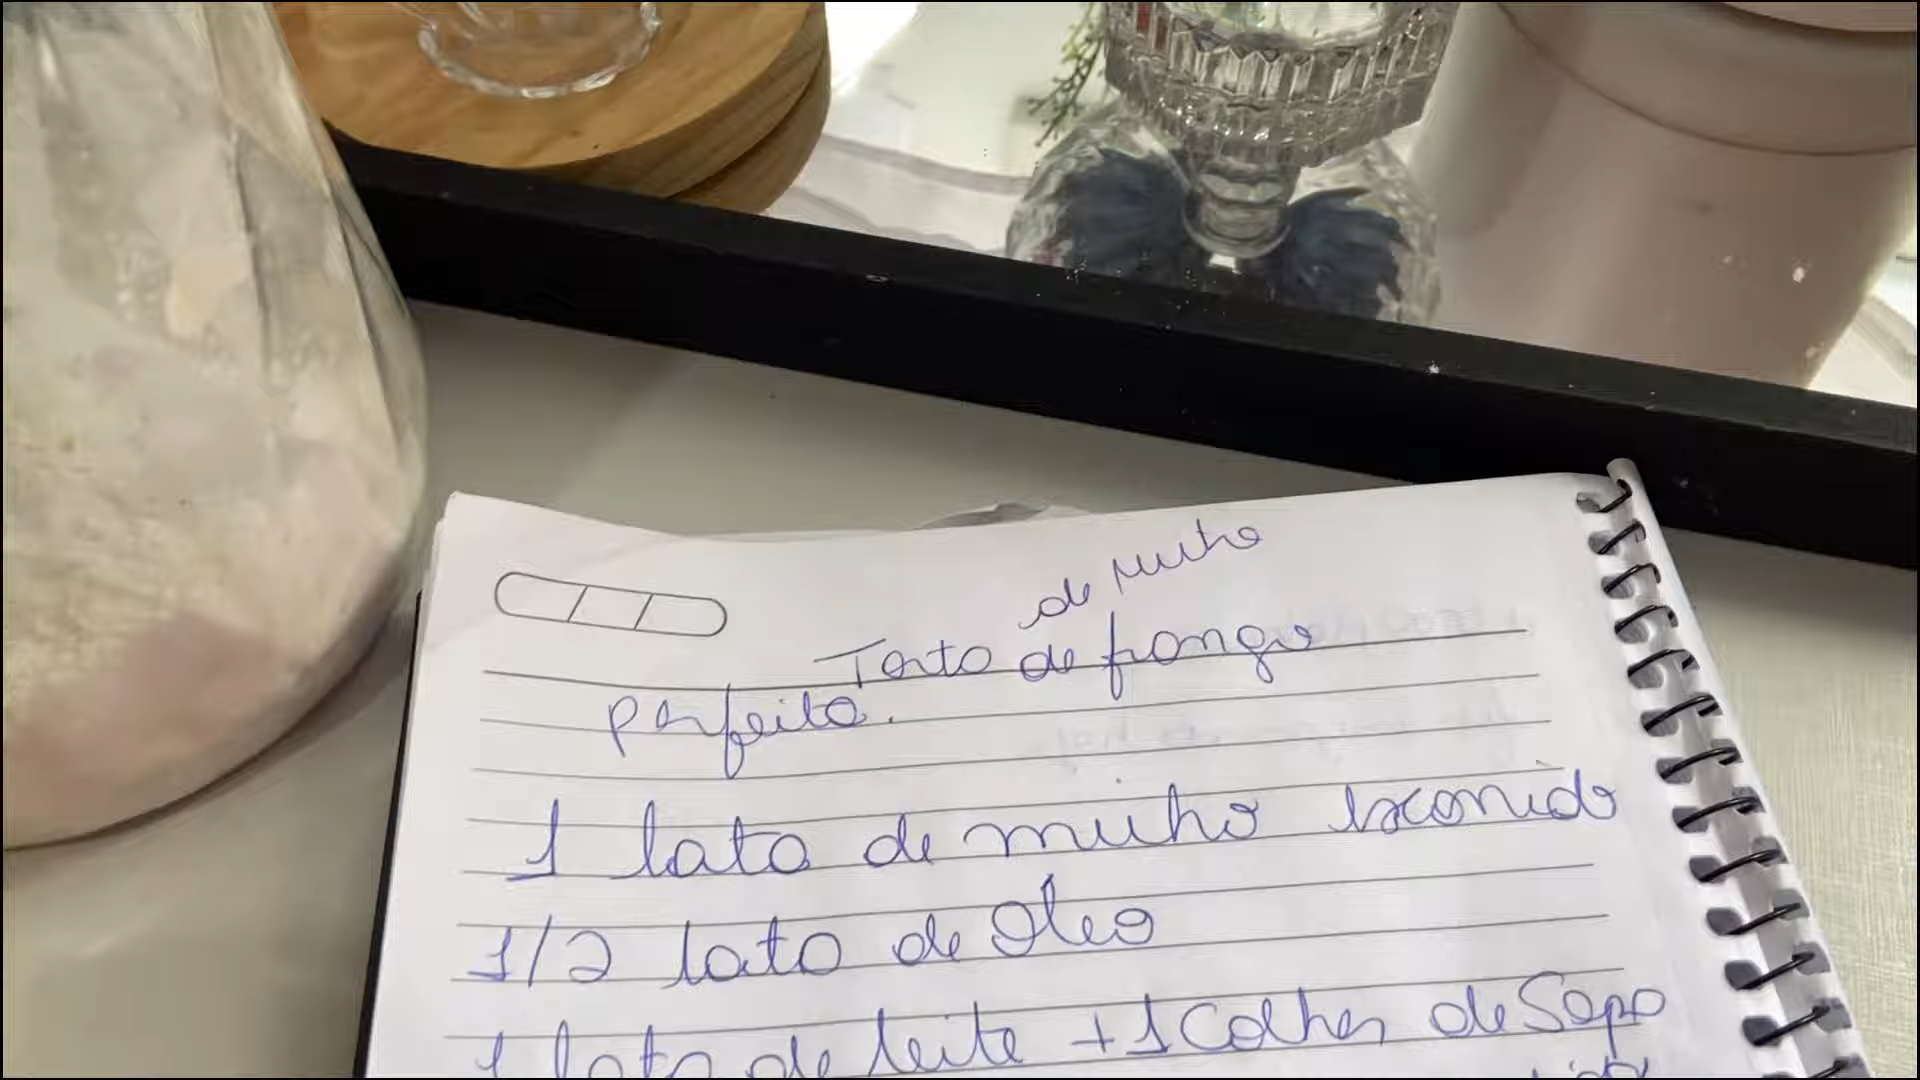 de Milho
Torta de frango
perfeita.
1 lata de milho escorrido
1/2 lata de Óleo
1 lata de leite + 1 Colher de Sopa